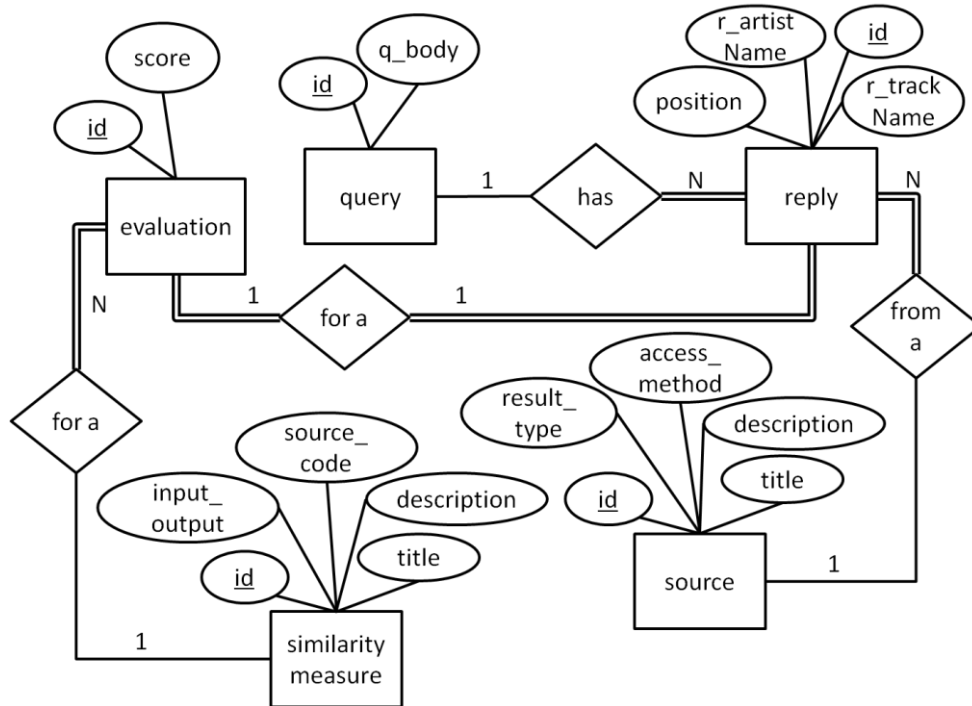 score
id
evaluation
q_body
id
query
1
has
N
r_artist
Name
id
position
r_track
Name
reply
N
1
for a
1
from
a
N
for a
1
source_
code
input_
output
description
id
title
similarity
measure
access_
method
result_
type
description
id
title
source
1